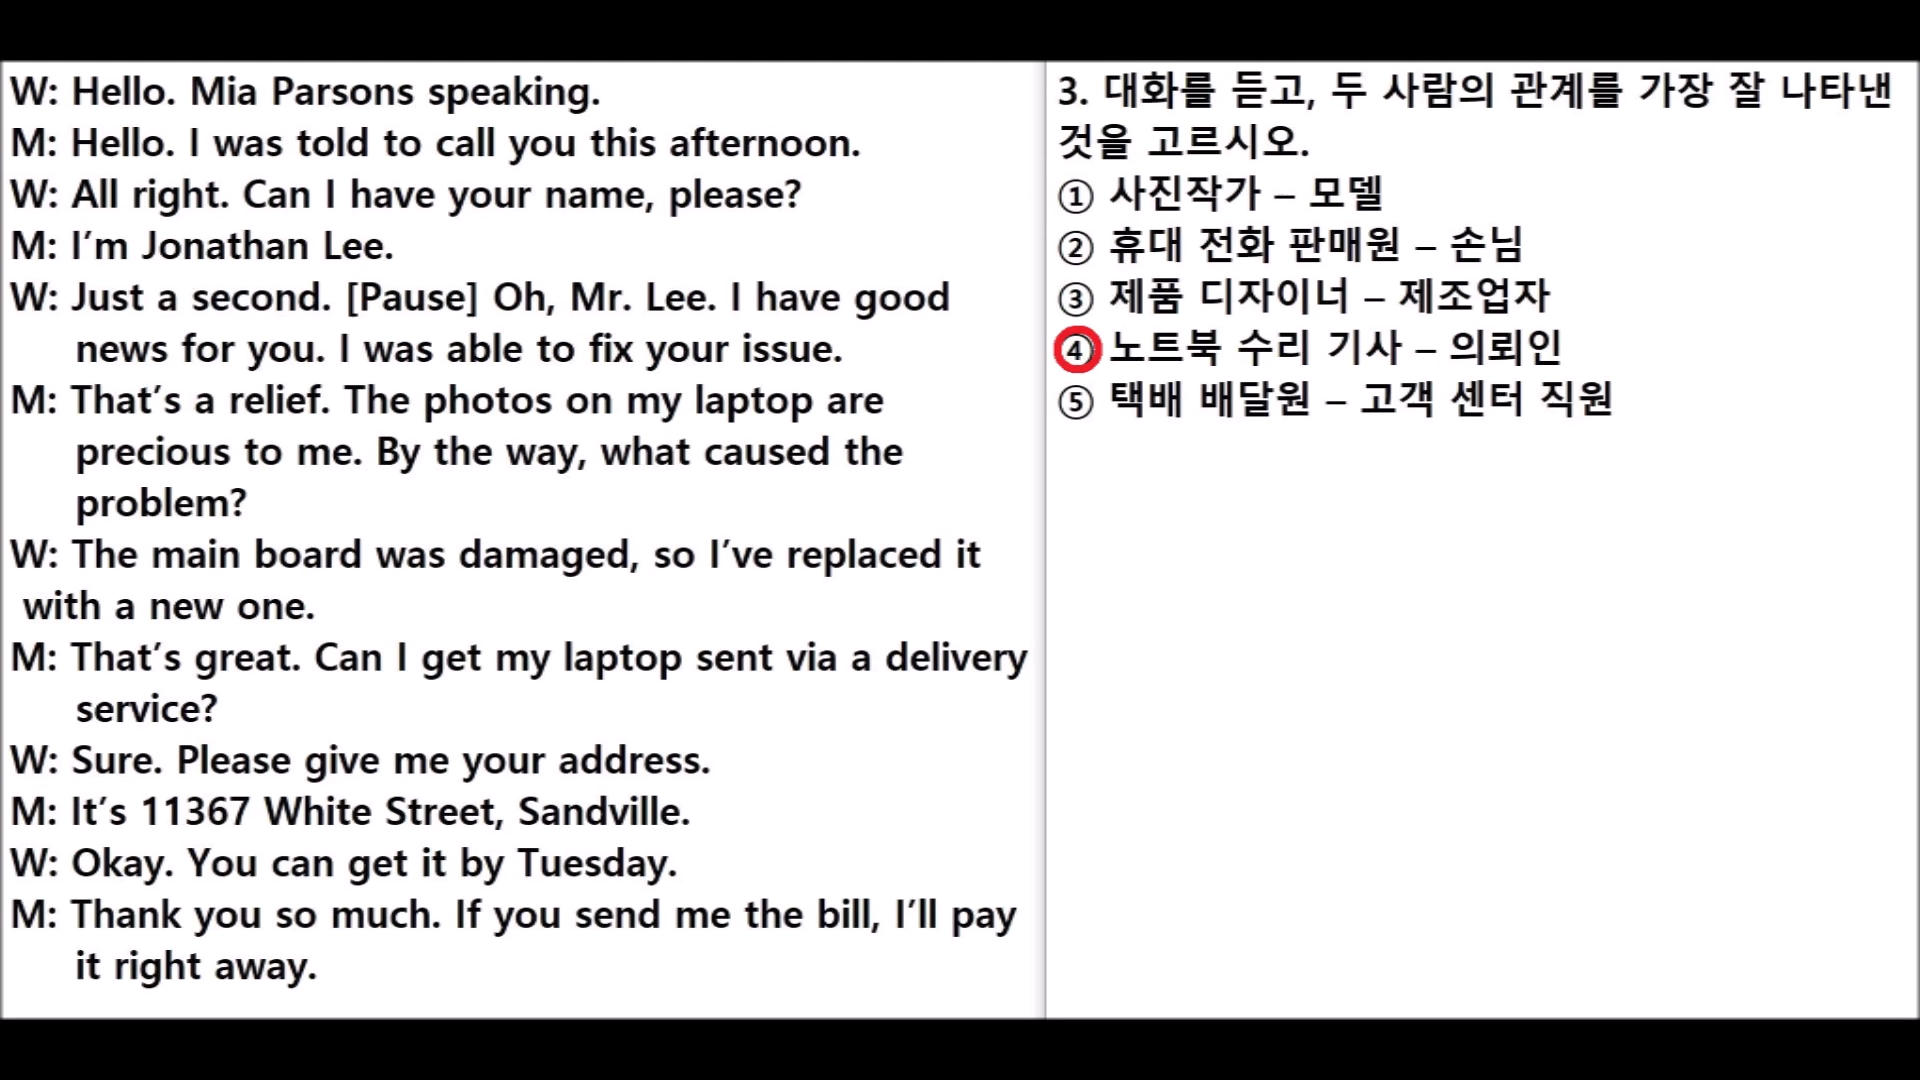 W: Hello. Mia Parsons speaking.
M: Hello. I was told to call you this afternoon.
W: All right. Can I have your name, please?
M: I’m Jonathan Lee.
W: Just a second. [Pause] Oh, Mr. Lee. I have good
news for you. I was able to fix your issue.
M: That’s a relief. The photos on my laptop are
precious to me. By the way, what caused the
problem?
W: The main board was damaged, so I’ve replaced it
with a new one.
M: That’s great. Can I get my laptop sent via a delivery
service?
W: Sure. Please give me your address.
M: It’s 11367 White Street, Sandville.
W: Okay. You can get it by Tuesday.
M: Thank you so much. If you send me the bill, I’ll pay
it right away.
3. 대화를 듣고, 두 사람의 관계를 가장 잘 나타낸
것을 고르시오.
① 사진작가 – 모델
② 휴대 전화 판매원 – 손님
③ 제품 디자이너 – 제조업자
④ 노트북 수리 기사 – 의뢰인
⑤ 택배 배달원 – 고객 센터 직원